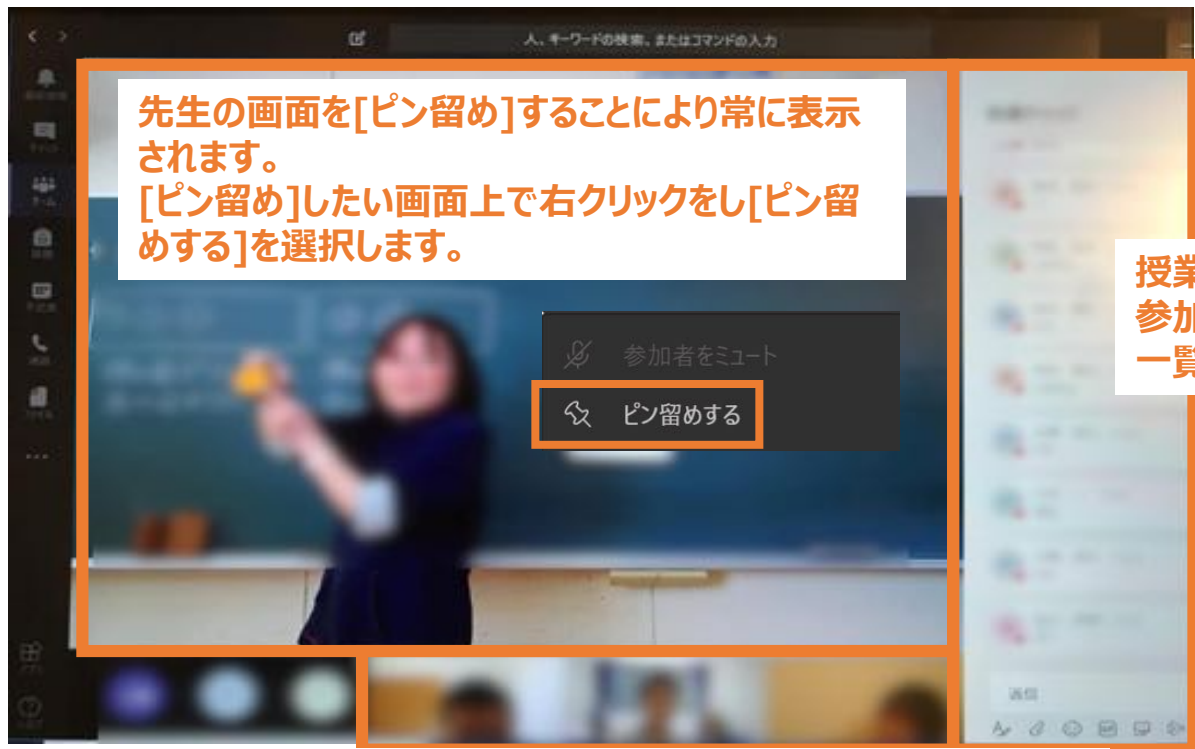 人、キーワードの検索、またはコマンドの入力
先生の画面を[ピン留め]することにより常に表示
されます。
[ピン留め]したい画面上で右クリックをし[ピン留
めする]を選択します。
授業
参加
一覧
参加者をミュート
ピン留めする
返信